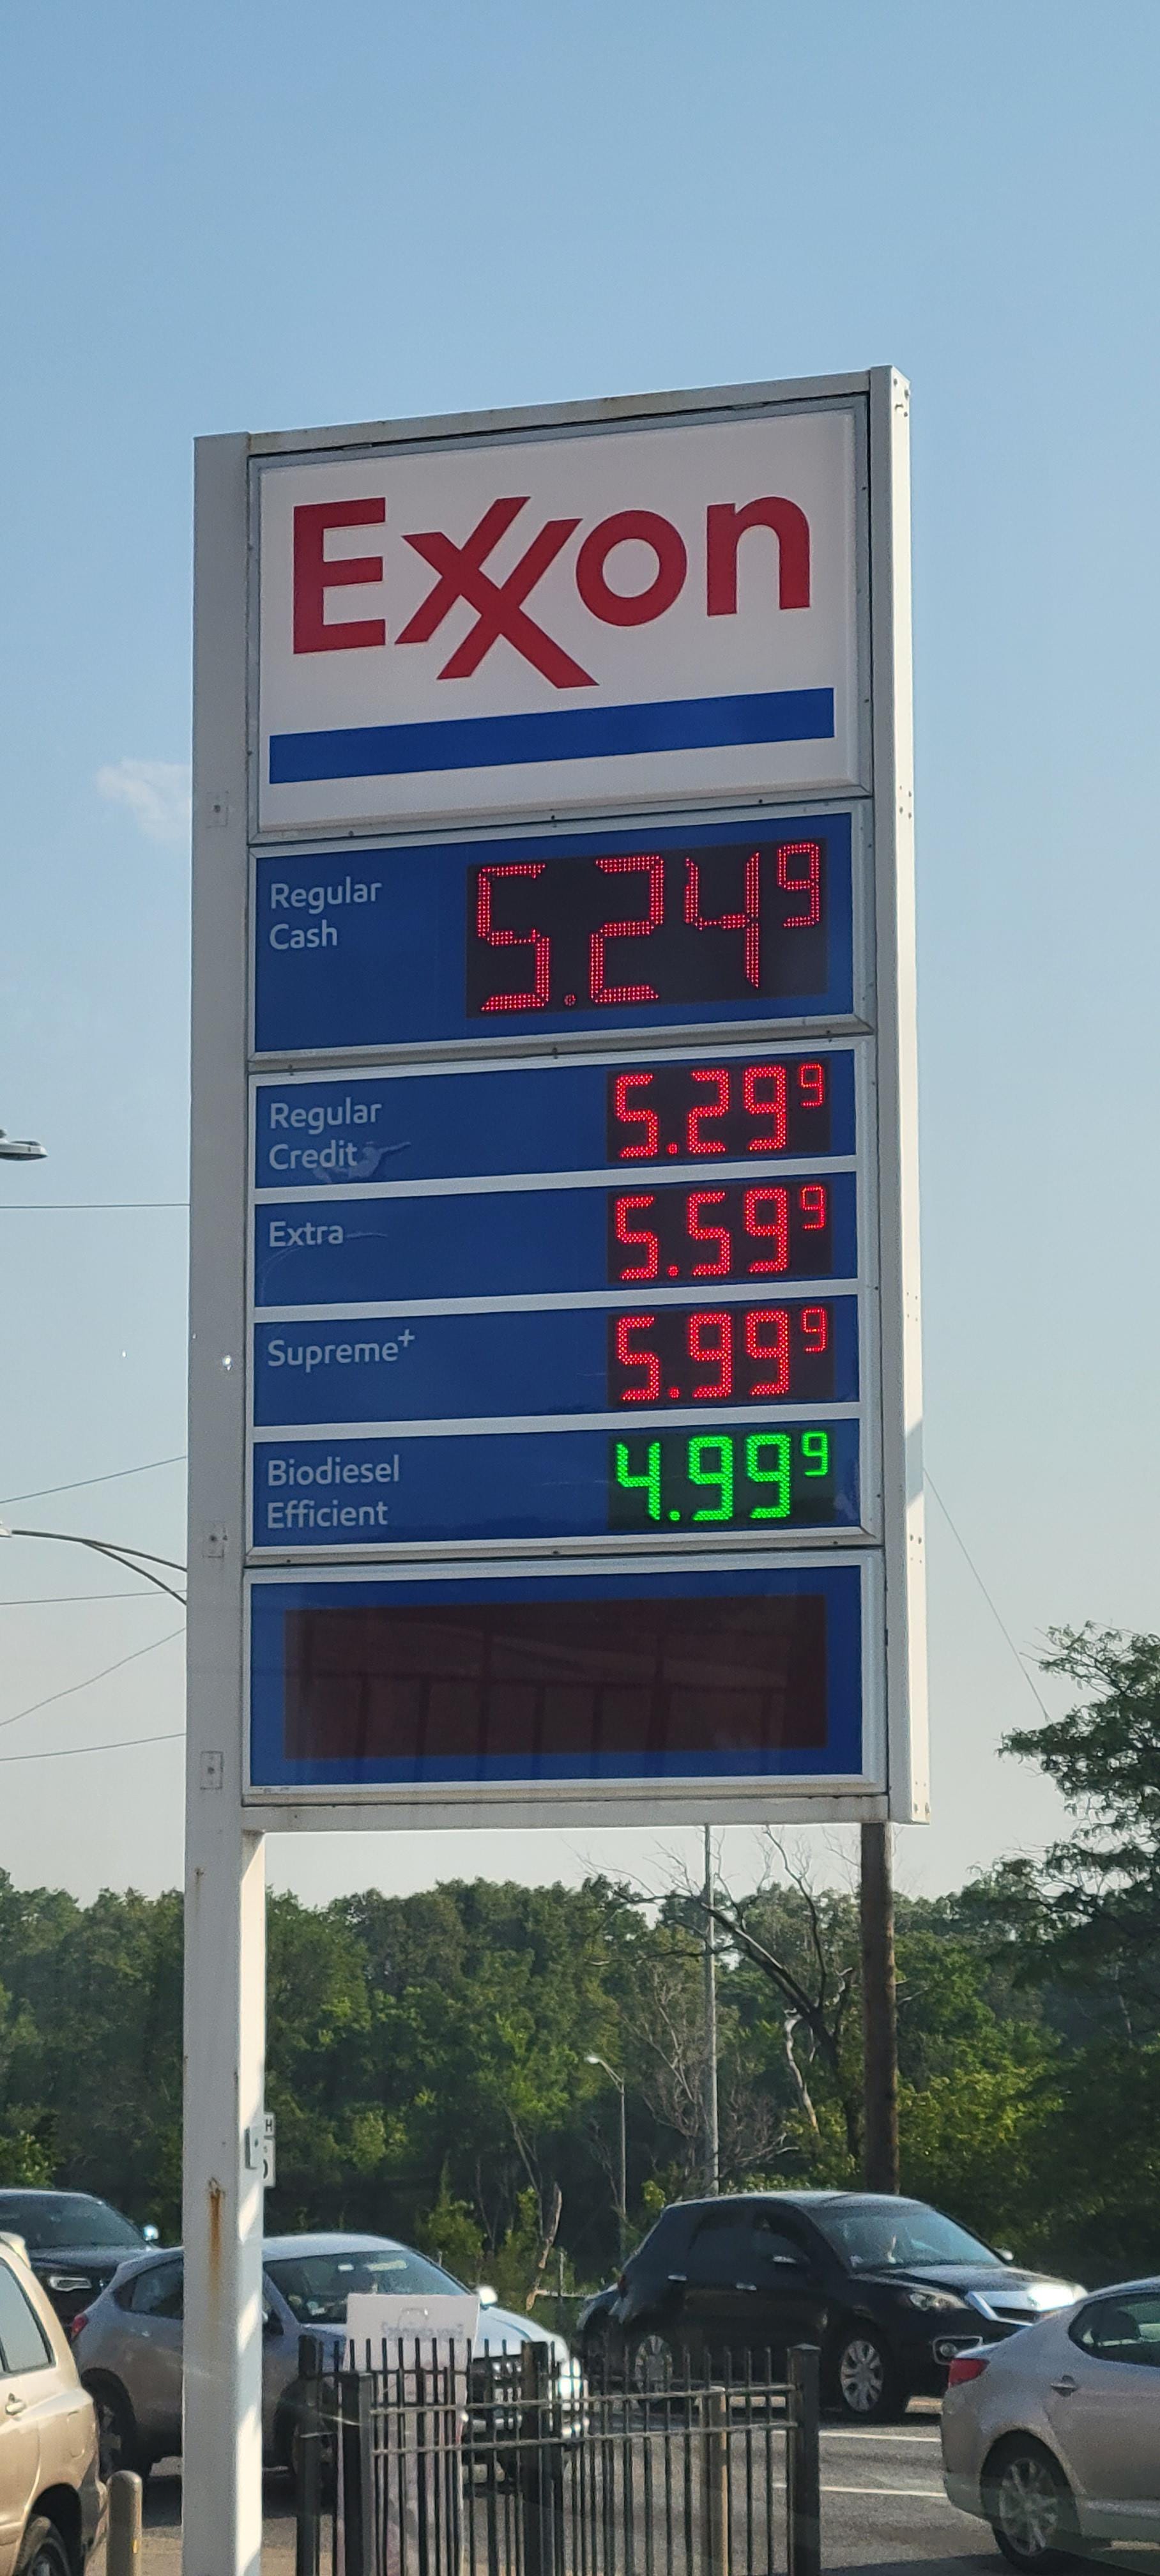 Exxon
Regular
Cash
5.249
Regular
Credit
5.299
Extra
5.599
Supreme+
5.999
Biodiesel
Efficient
4.999
H